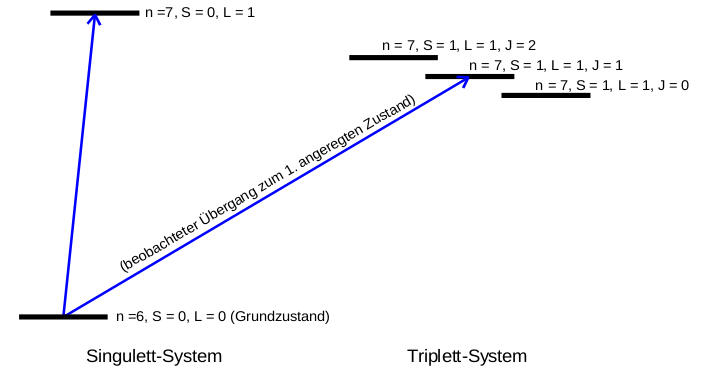 n =7, S = 0, L = 1
n = 7, S = 1, L = 1, J = 2
n = 7, S = 1, L = 1, J = 1
n = 7, S = 1, L = 1, J = 0
(beobachteter Übergang zum 1. angeregten Zustand)
n =6, S = 0, L = 0 (Grundzustand)
Singulett-System
Triplett-System